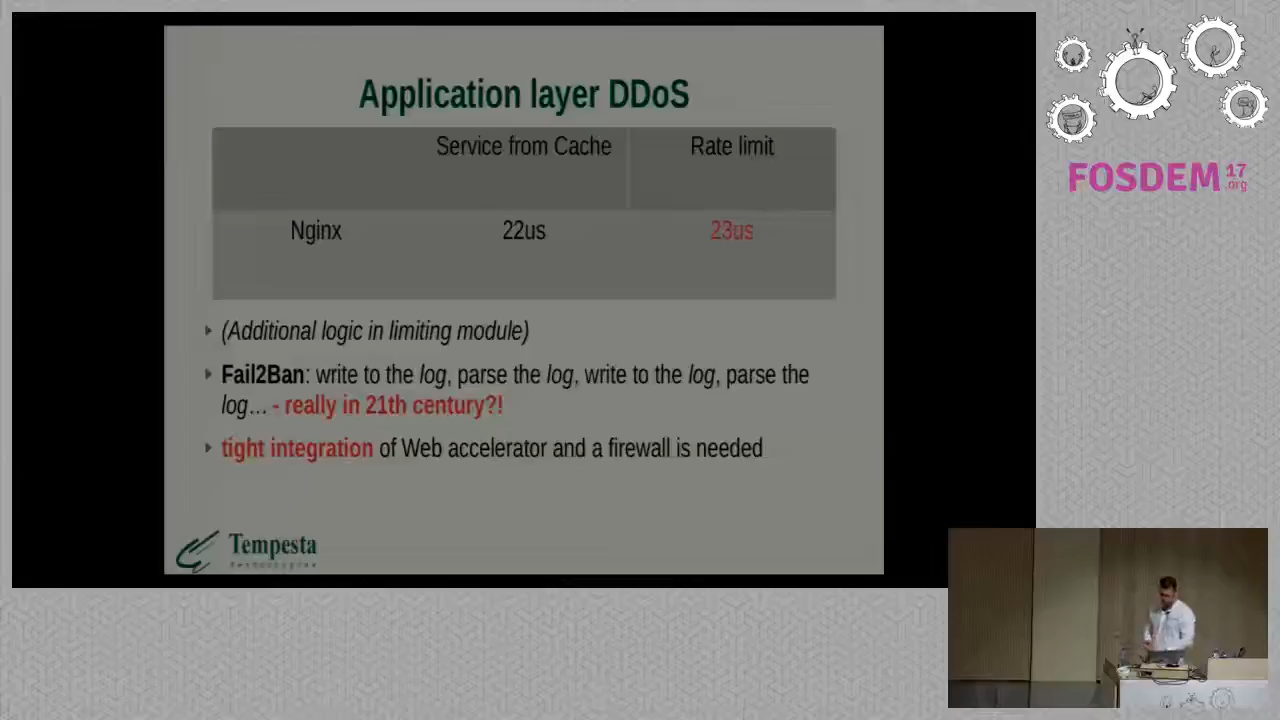 Application layer DDoS
Service from Cache Rate limit
Nginx 22us 23us
(Additional logic in limiting module)
Fail2Ban: write to the log, parse the log, write to the log, parse the
log... - really in 21th century?!
tight integration of Web accelerator and a firewall is needed
Tempesta
Technologies
FOSDEM 17
.org